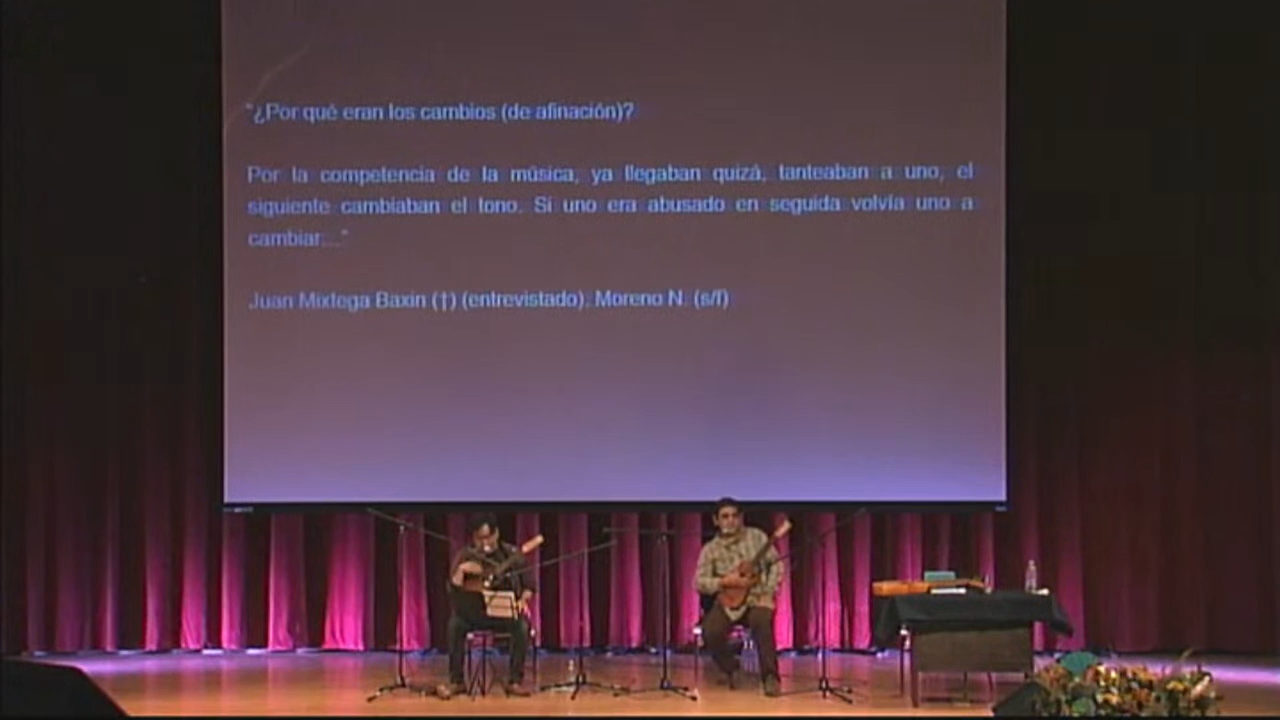 "¿Por qué eran los cambios (de afinación)?
Por la competencia de la música, ya llegaban quizá, tanteaban a uno, el
siguiente cambiaban el tono. Si uno era abusado en seguida volvía uno a
cambiar...."
Juan Mixtega Baxin (†) (entrevistado). Moreno N. (s/f)